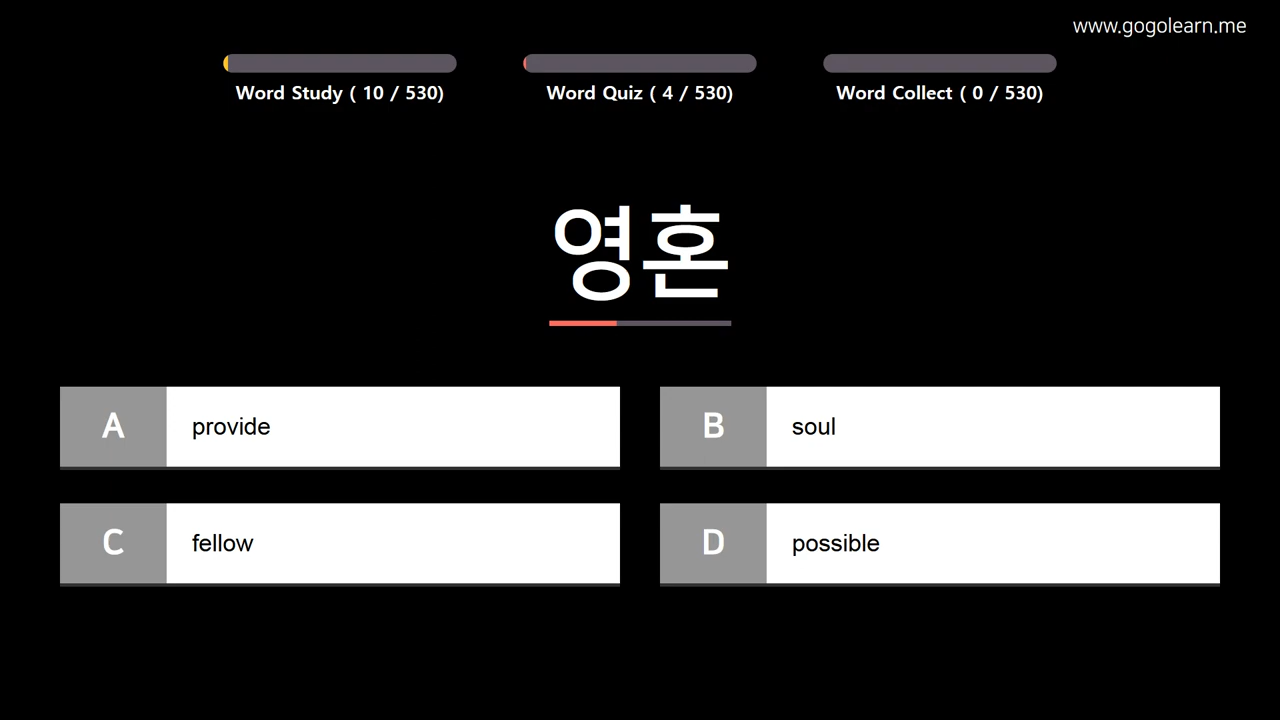 www.gogolearn.me
Word Study ( 10 / 530)
Word Quiz ( 4 / 530)
Word Collect ( 0 / 530)
영혼
A provide
B soul
C fellow
D possible